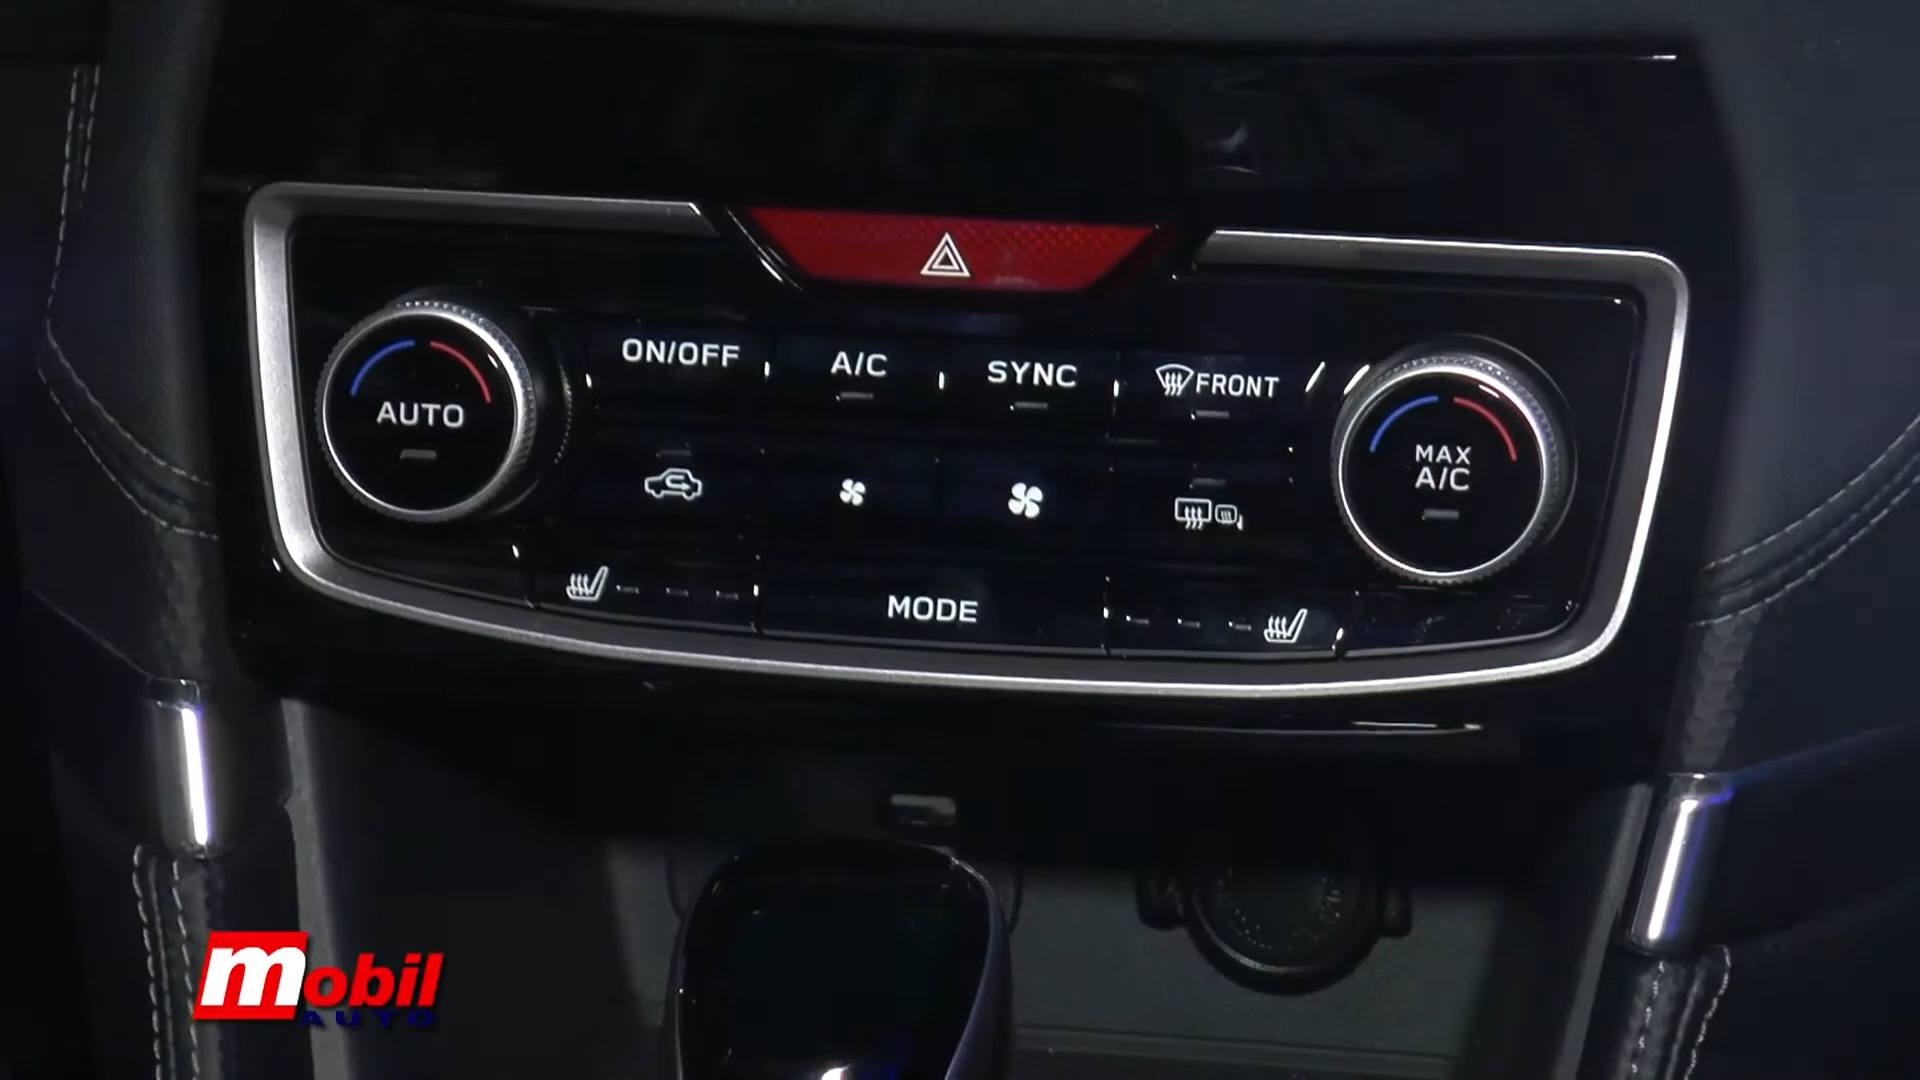 ON/OFF
A/C
SYNC
FRONT
AUTO
MAX
A/C
MODE
mobil
AUTO